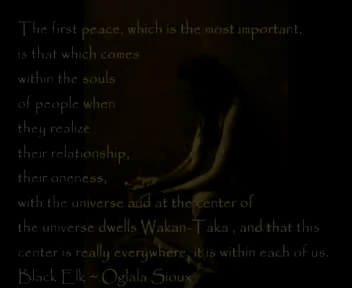 The first peace, which is the most important,
is that which comes
within the souls
of people when
they realize
their relationship,
their oneness,
with the universe and at the center of
the universe dwells Wakan-Taka , and that this
center is really everywhere, it is within each of us.
Black Elk ~ Oglala Sioux